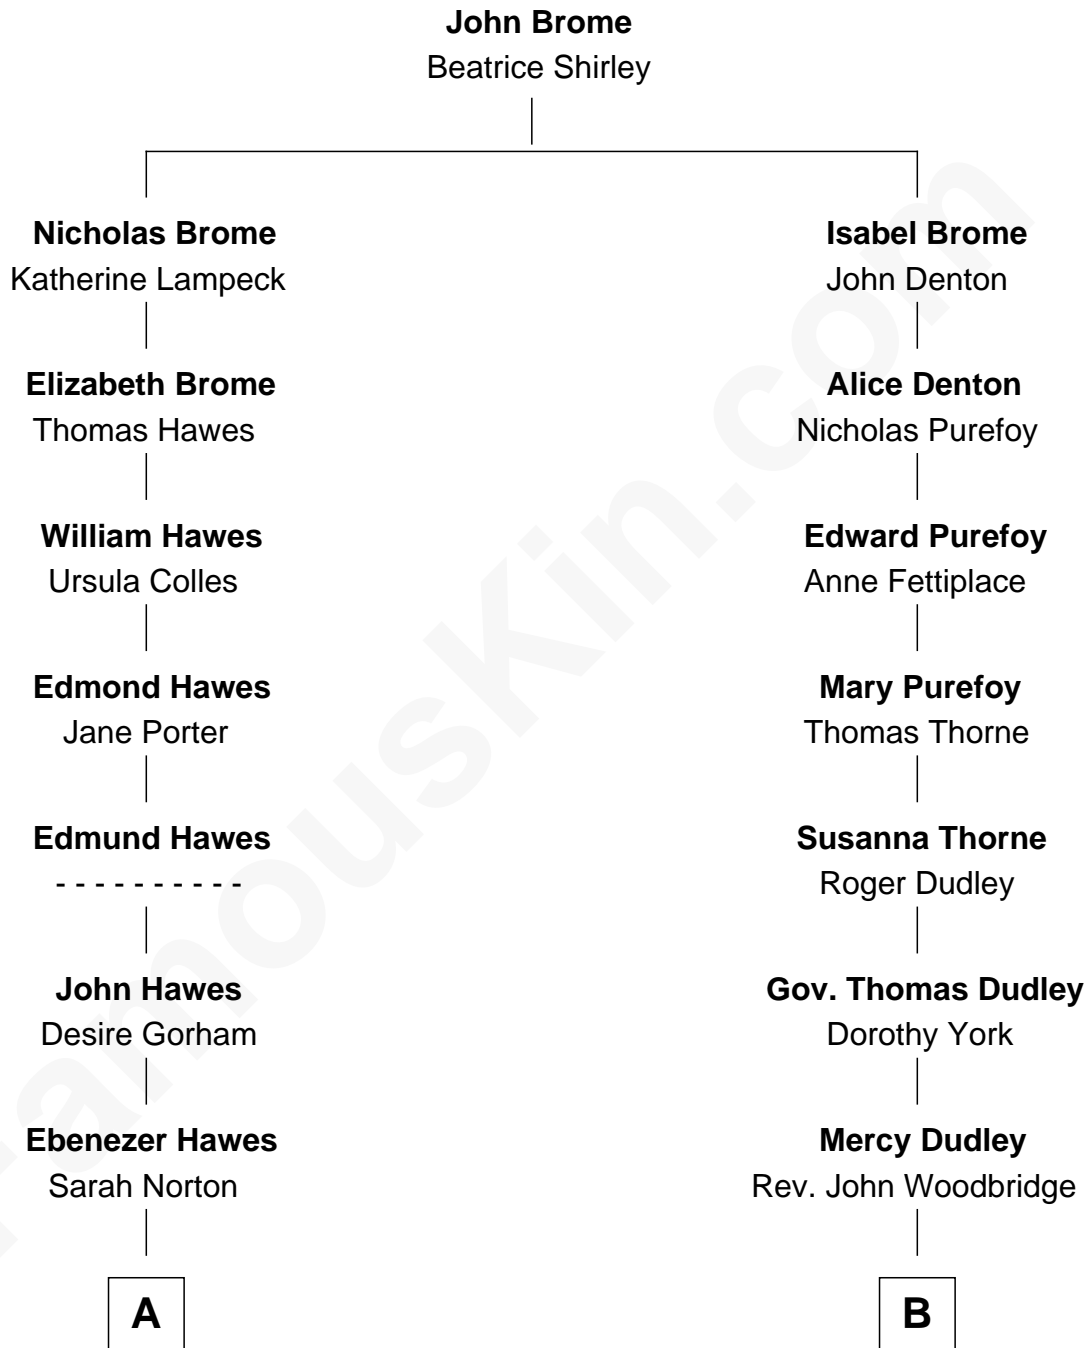 John Brome
Beatrice Shirley
Nicholas Brome
Katherine Lampeck
Isabel Brome
John Denton
Elizabeth Brome
Thomas Hawes
Alice Denton
Nicholas Purefoy
William Hawes
Ursula Colles
Edward Purefoy
Anne Fettiplace
Edmond Hawes
Jane Porter
Mary Purefoy
Thomas Thorne
Edmund Hawes
- - - - - - - - - -
Susanna Thorne
Roger Dudley
John Hawes
Desire Gorham
Gov. Thomas Dudley
Dorothy York
Ebenezer Hawes
Sarah Norton
Mercy Dudley
Rev. John Woodbridge
A
B
FamousKin.com